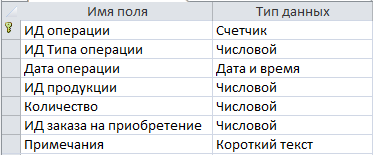 Имя поля Тип данных
ИД операции Счетчик
ИД Типа операции Числовой
Дата операции Дата и время
ИД продукции Числовой
Количество Числовой
ИД заказа на приобретение Числовой
Примечания Короткий текст